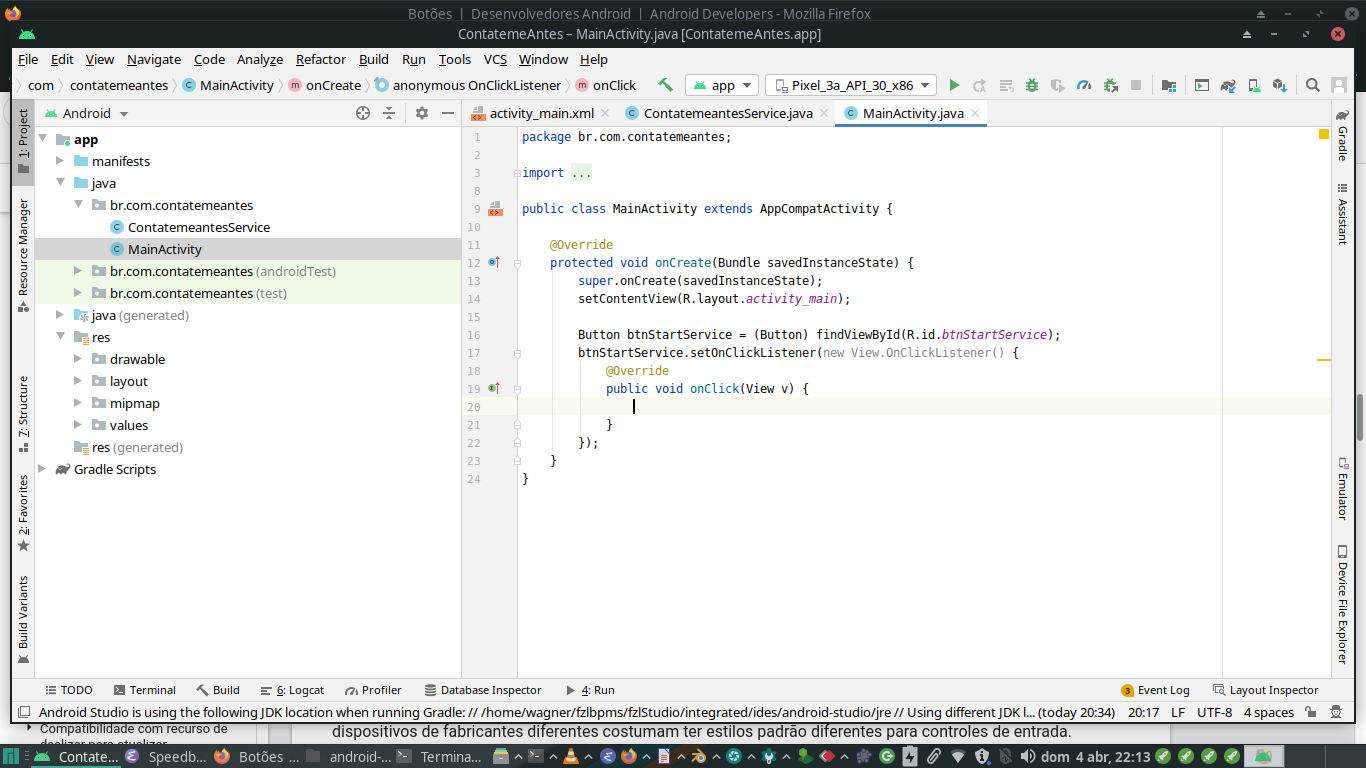 Botões | Desenvolvedores Android | Android Developers - Mozilla Firefox
ContatemeAntes – MainActivity.java [ContatemeAntes.app]
File Edit View Navigate Code Analyze Refactor Build Run Tools VCS Window Help
com contatemeantes MainActivity onCreate anonymous OnClickListener onClick app Pixel_3a_API_30_x86
Android
activity_main.xml ContatemeantesService.java MainActivity.java
1: Project
Resource Manager
7: Structure
2: Favorites
Build Variants
app
manifests
java
br.com.contatemeantes
ContatemeantesService
MainActivity
br.com.contatemeantes (androidTest)
br.com.contatemeantes (test)
java (generated)
res
drawable
layout
mipmap
values
res (generated)
Gradle Scripts
1 package br.com.contatemeantes;
2
3 import ...
8
9 public class MainActivity extends AppCompatActivity {
10
11 @Override
12 protected void onCreate(Bundle savedInstanceState) {
13 super.onCreate(savedInstanceState);
14 setContentView(R.layout.activity_main);
15
16 Button btnStartService = (Button) findViewById(R.id.btnStartService);
17 btnStartService.setOnClickListener(new View.OnClickListener() {
18 @Override
19 public void onClick(View v) {
20
21 }
22 });
23 }
24 }
Gradle
Assistant
Emulator
Device File Explorer
TODO Terminal Build 6: Logcat Profiler Database Inspector 4: Run 3 Event Log Layout Inspector
Android Studio is using the following JDK location when running Gradle: // /home/wagner/fzlbpms/fzlStudio/integrated/ides/android-studio/jre // Using different JDK l... (today 20:34) 20:17 LF UTF-8 4 spaces
Compatibilidade com recurso de
dispositivos de fabricantes diferentes costumam ter estilos padrão diferentes para controles de entrada.
Contate... Speedb... Botões ... android-... Termina... dom 4 abr, 22:13